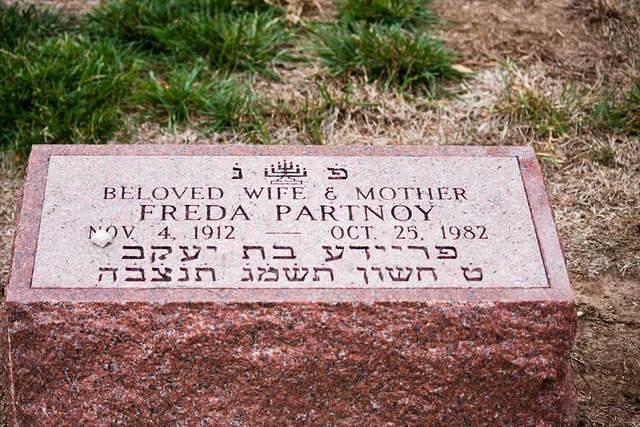 פ נ
BELOVED WIFE & MOTHER
FREDA PARTNOY
NOV. 4, 1912 — OCT. 25, 1982
פריידע בת יעקב
ט חשון תשמג תנצבה